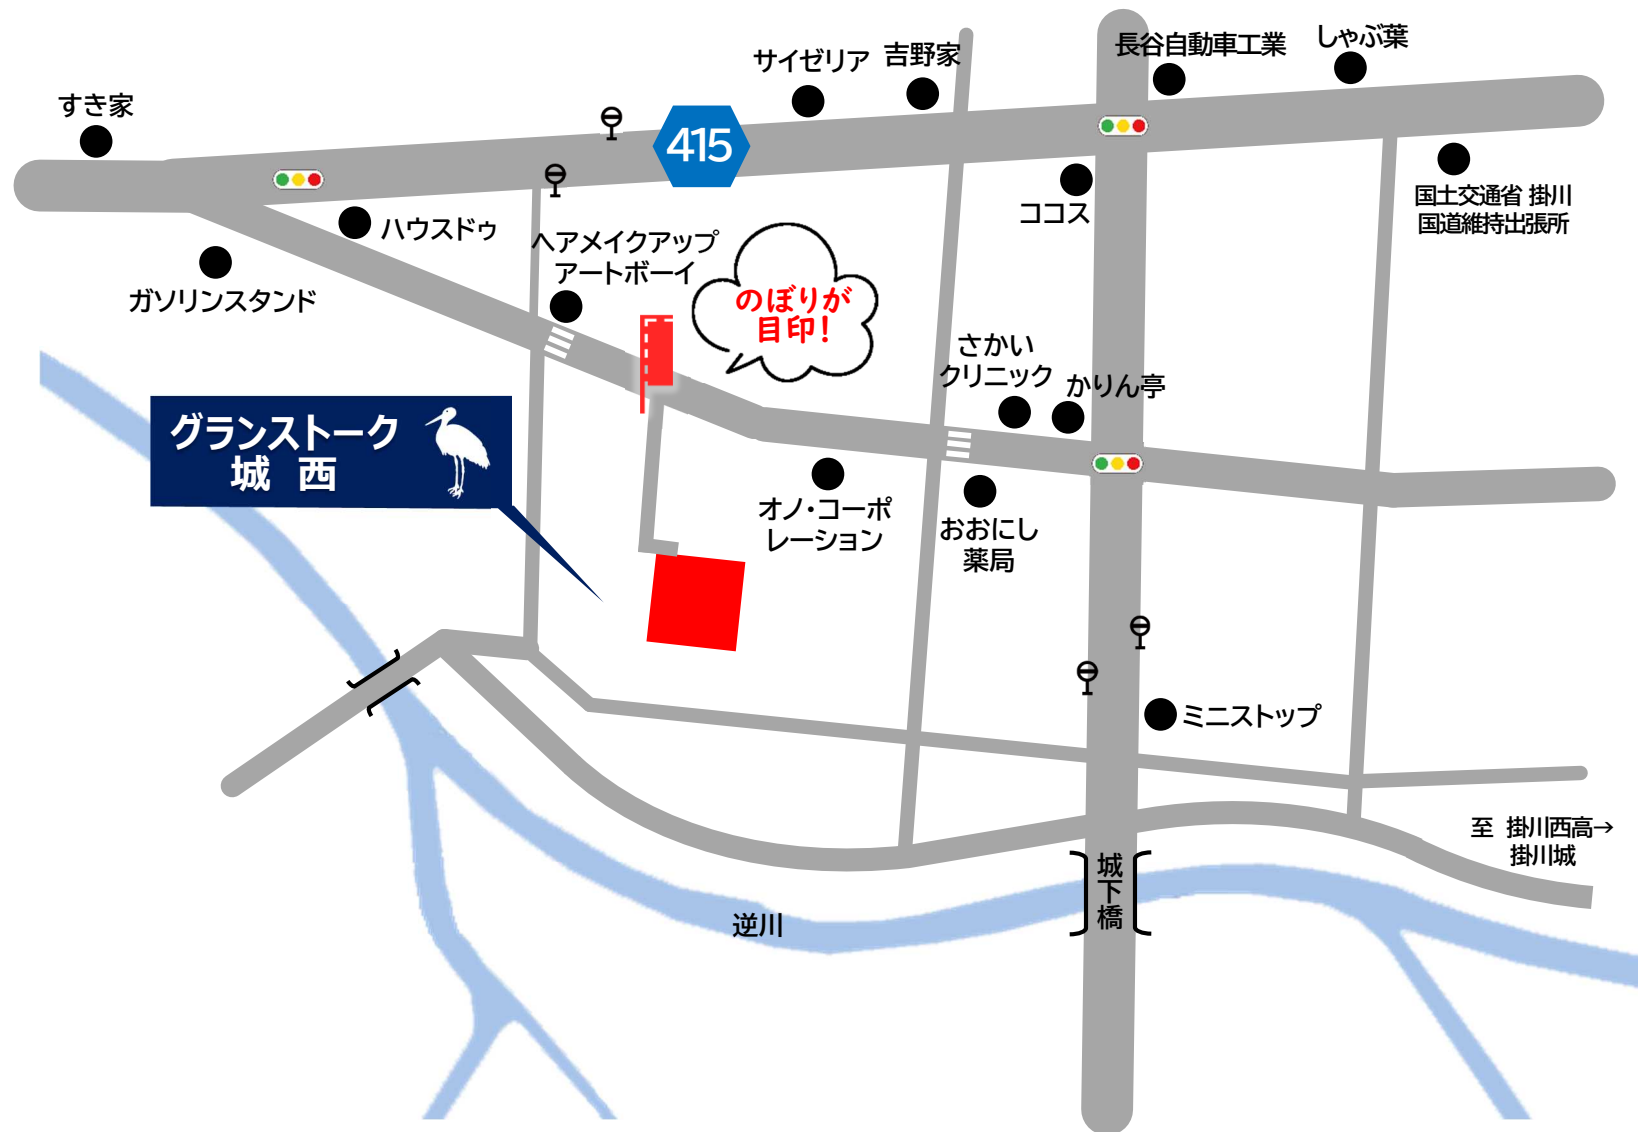 長谷自動車工業
しゃぶ葉
サイゼリア
吉野家
すき家
415
国土交通省 掛川
国道維持出張所
ココス
ハウスドゥ
ヘアメイクアップ
アートボーイ
ガソリンスタンド
のぼりが
目印!
さかい
クリニック
かりん亭
グランストーク
城 西
オノ・コーポ
レーション
おおにし
薬局
ミニストップ
至 掛川西高→
掛川城
城下橋
逆川